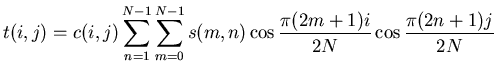 t(i, j) = c(i, j) \sum_{n=1}^{N-1} \sum_{m=0}^{N-1} s(m, n) \cos \frac{\pi(2m+1)i}{2N} \cos \frac{\pi(2n+1)j}{2N}